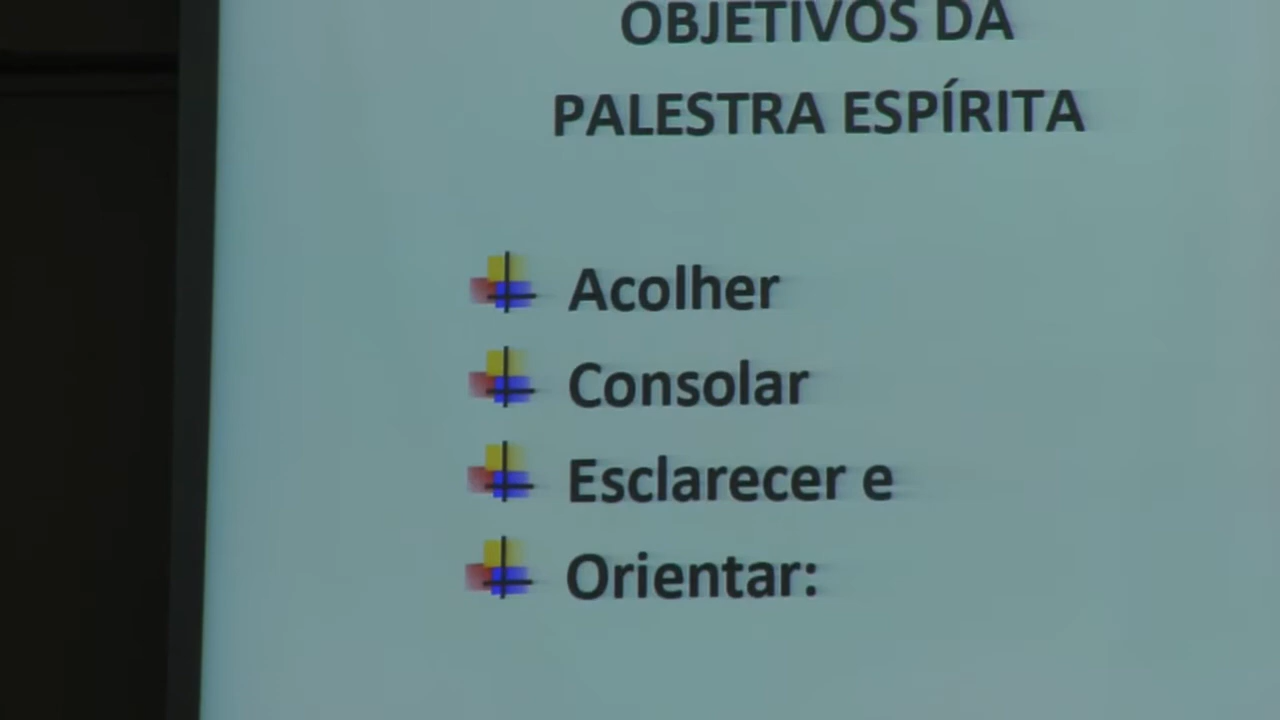 OBJETIVOS DA
PALESTRA ESPÍRITA
Acolher
Consolar
Esclarecer e
Orientar: